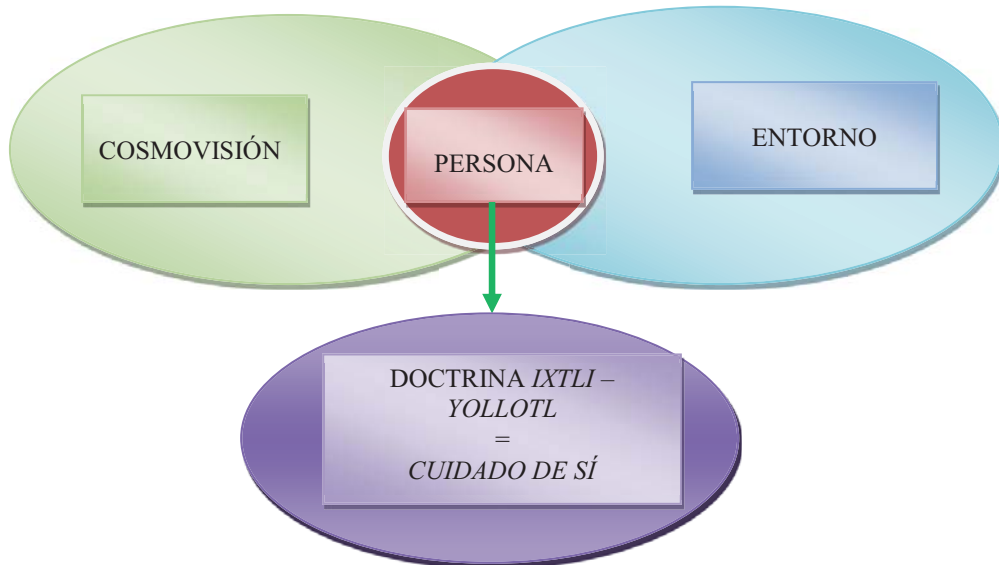 COSMOVISIÓN
PERSONA
ENTORNO
DOCTRINA IXTLI –
YOLLOTL
=
CUIDADO DE SÍ